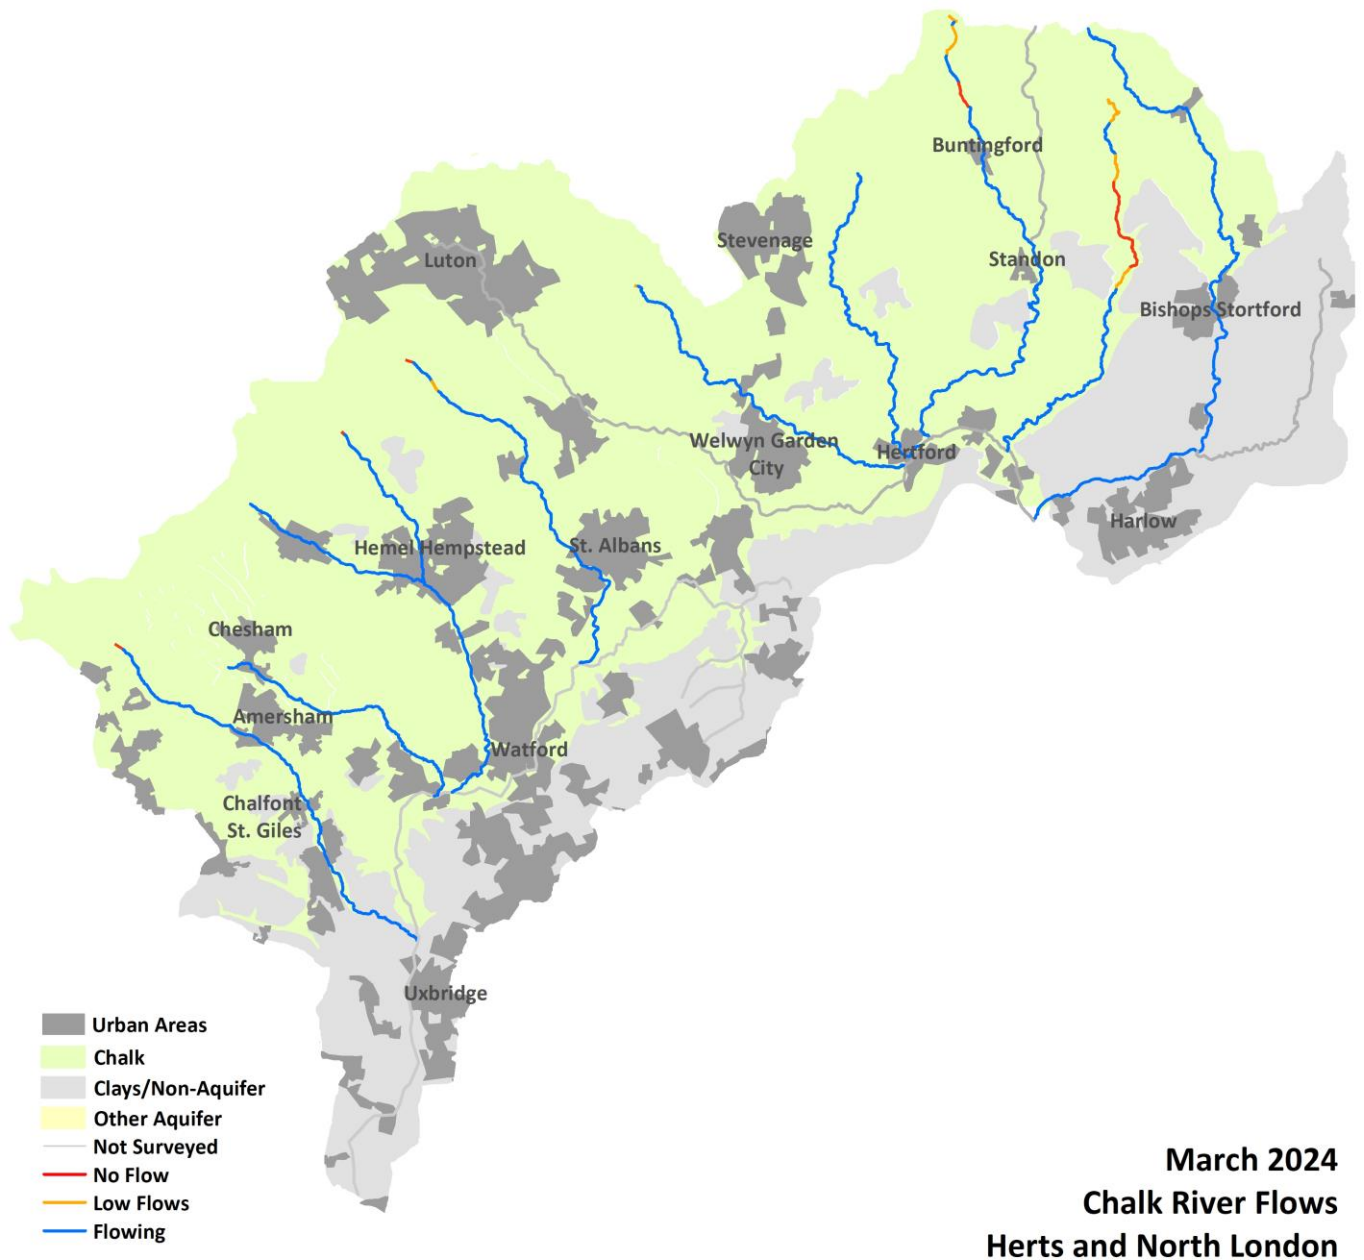 Buntingford
Stevenage
Luton
Standon
Bishops Stortford
Welwyn Garden
City
Hertford
Harlow
Hemel Hempstead
St. Albans
Chesham
Amersham
Watford
Chalfont
St. Giles
Uxbridge
Urban Areas
Chalk
Clays/Non-Aquifer
Other Aquifer
Not Surveyed
No Flow
Low Flows
Flowing
March 2024
Chalk River Flows
Herts and North London